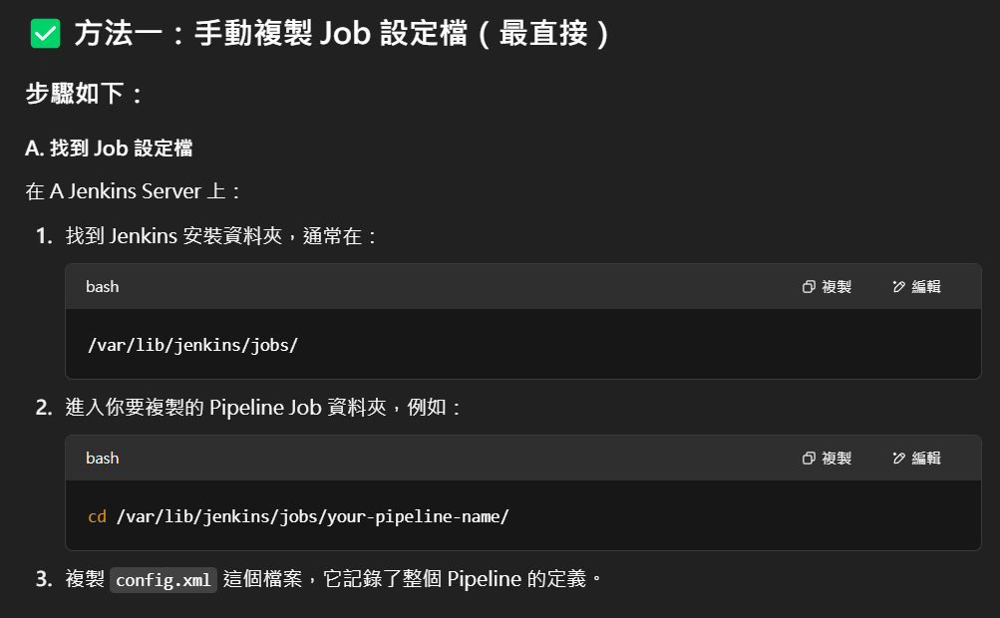 ✅ 方法一：手動複製 Job 設定檔（最直接）
步驟如下：
A. 找到 Job 設定檔
在 A Jenkins Server 上：
1. 找到 Jenkins 安裝資料夾，通常在：
bash 複製 編輯
/var/lib/jenkins/jobs/
2. 進入你要複製的 Pipeline Job 資料夾，例如：
bash 複製 編輯
cd /var/lib/jenkins/jobs/your-pipeline-name/
3. 複製 config.xml 這個檔案，它記錄了整個 Pipeline 的定義。